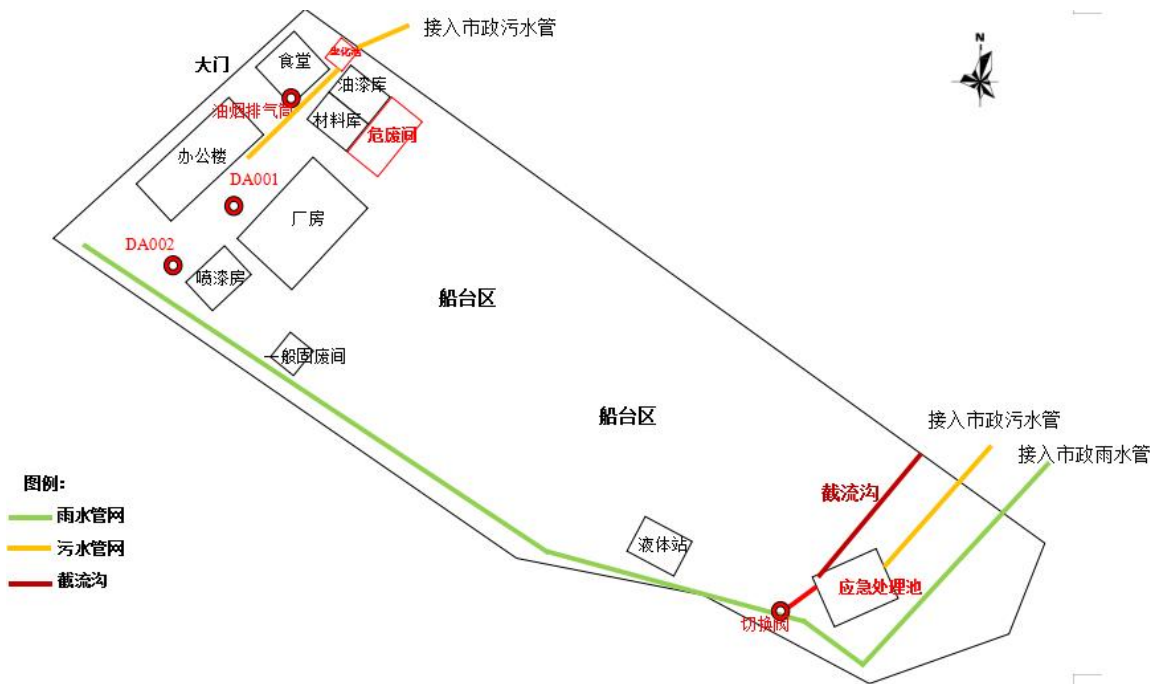 接入市政污水管
N
大门
食堂
生化池
油漆库
油烟排气筒
材料库
危废间
办公楼
DA001
厂房
DA002
喷漆房
船台区
一般固废间
船台区
接入市政污水管
接入市政雨水管
图例：
截流沟
雨水管网
液体站
污水管网
截流沟
应急处理池
切换阀